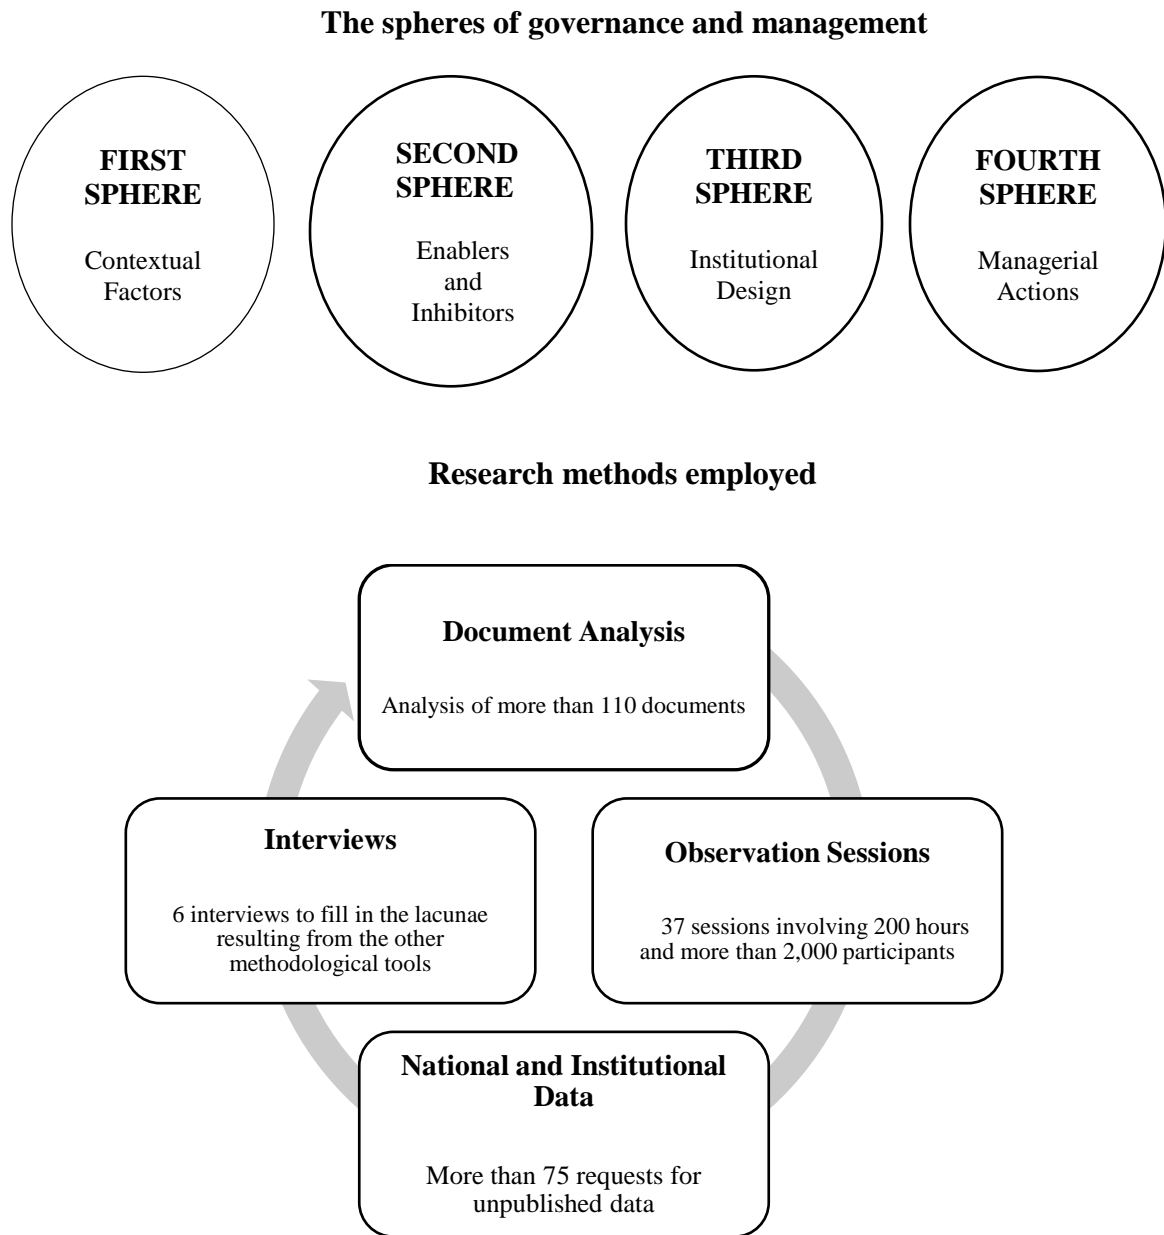 The spheres of governance and management
FIRST
SPHERE
Contextual
Factors
SECOND
SPHERE
Enablers
and
Inhibitors
THIRD
SPHERE
Institutional
Design
FOURTH
SPHERE
Managerial
Actions
Research methods employed
Document Analysis
Analysis of more than 110 documents
Interviews
6 interviews to fill in the lacunae
resulting from the other
methodological tools
Observation Sessions
37 sessions involving 200 hours
and more than 2,000 participants
National and Institutional
Data
More than 75 requests for
unpublished data